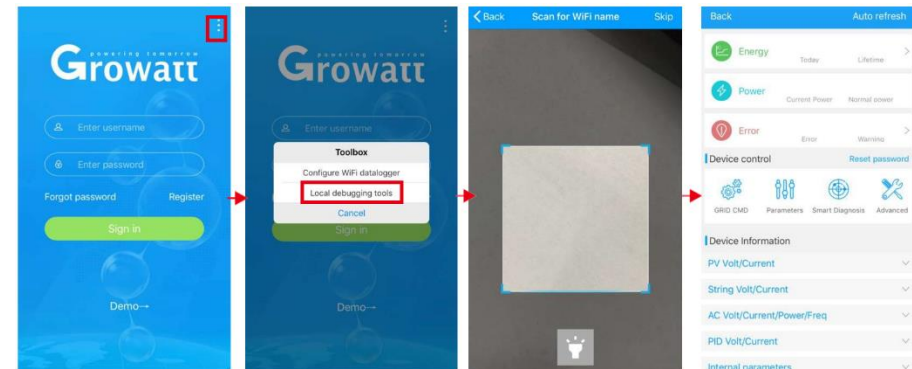 powering tomorrow
Growatt
Enter username
Enter password
Forgot password Register
Sign in
Demo→
powering tomorrow
Growatt
Enter username
Toolbox
Configure WiFi datalogger
Local debugging tools
Cancel
Sign in
Demo→
Back Scan for WiFi name Skip
Back Auto refresh
Energy
Today Lifetime
Power
Current Power Normal power
Error
Error Warning
Device control Reset password
GRID CMD Parameters Smart Diagnosis Advanced
Device Information
PV Volt/Current
String Volt/Current
AC Volt/Current/Power/Freq
PID Volt/Current
Internal parameters